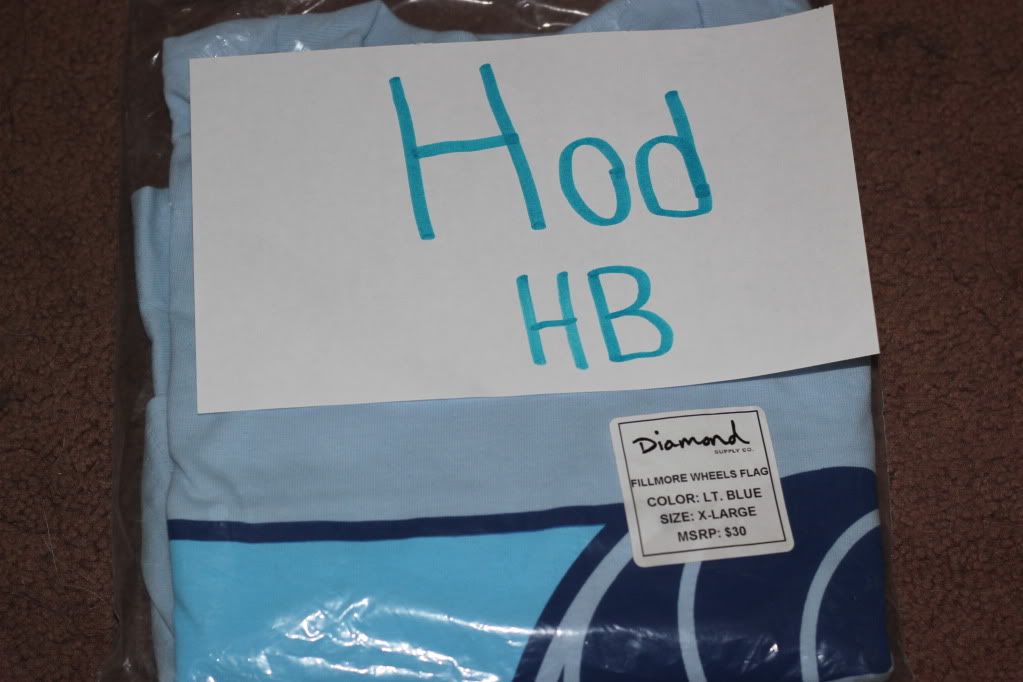 Hod
HB
Diamond
SUPPLY CO.
FILLMORE WHEELS FLAG
COLOR: LT. BLUE
SIZE: X-LARGE
MSRP: $30